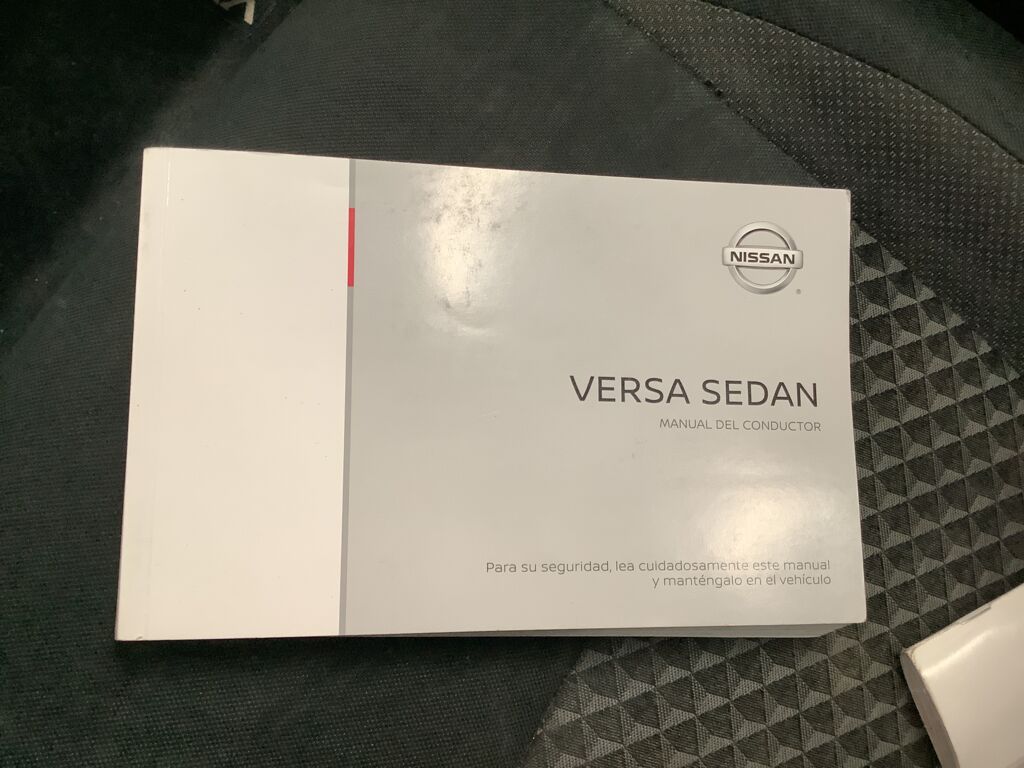 NISSAN
VERSA SEDAN
MANUAL DEL CONDUCTOR
Para su seguridad, lea cuidadosamente este manual
y manténgalo en el vehículo